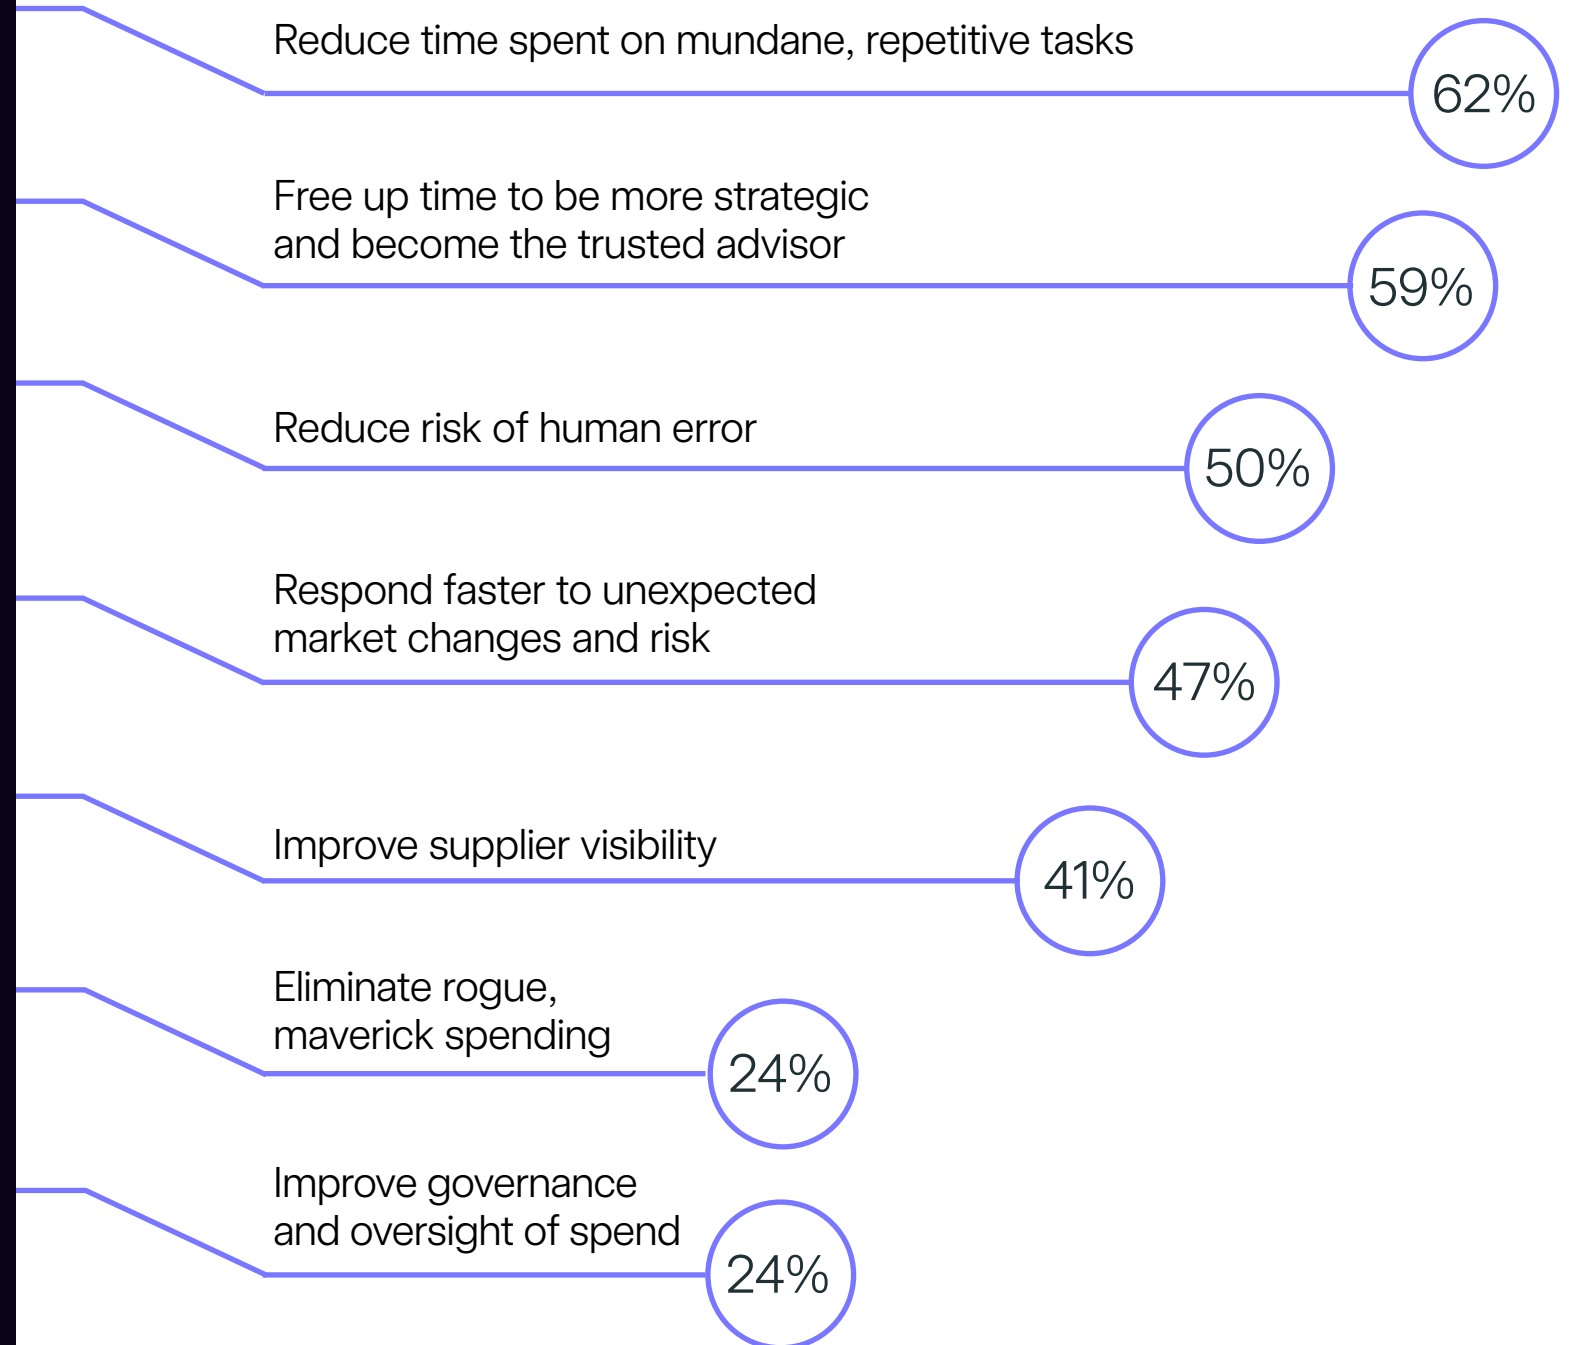 Reduce time spent on mundane, repetitive tasks
62%
Free up time to be more strategic
and become the trusted advisor
59%
Reduce risk of human error
50%
Respond faster to unexpected
market changes and risk
47%
Improve supplier visibility
41%
Eliminate rogue,
maverick spending
24%
Improve governance
and oversight of spend
24%